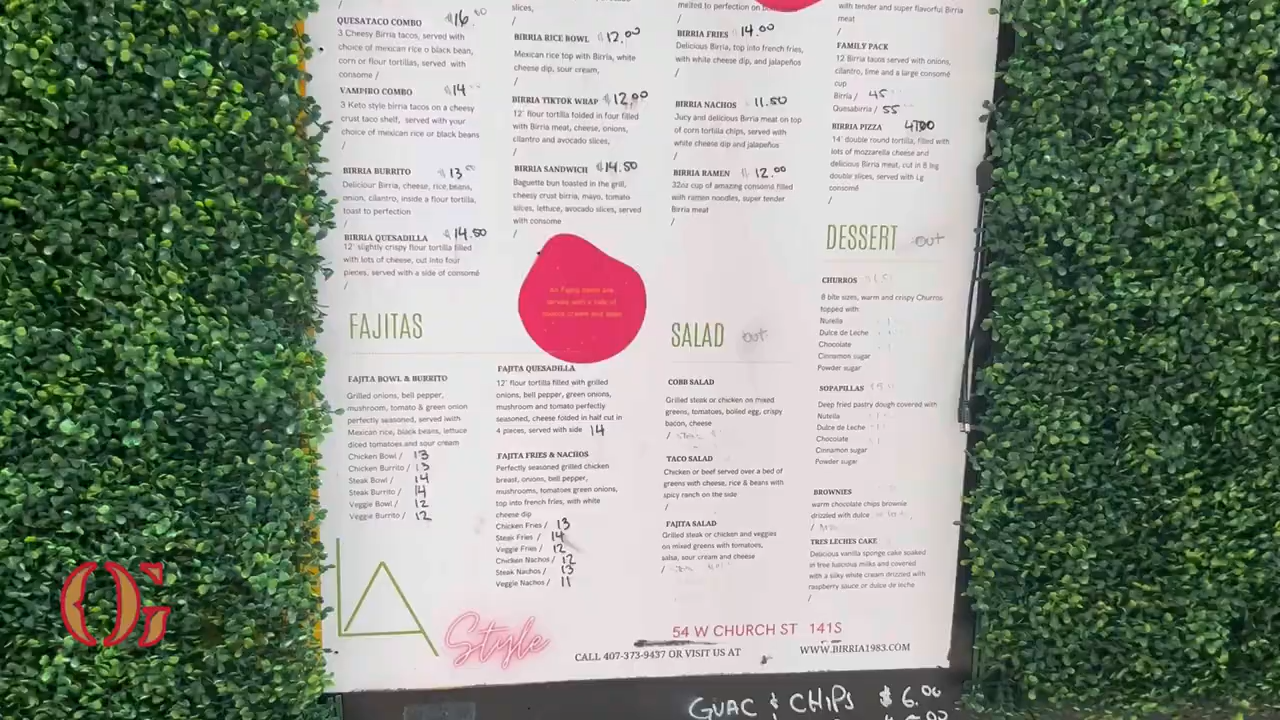 QUESATACO COMBO $16.00
3 Cheesy Birria tacos, served with
choice of mexican rice o black bean,
corn or flour tortillas, served with
consome /
VAMPIRO COMBO $14
3 Keto style birria tacos on a cheesy
crust taco shelf, served with your
choice of mexican rice or black beans
/
BIRRIA BURRITO $13
Deliciour Birria, cheese, rice, beans,
onion, cilantro, inside a flour tortilla,
toast to perfection
/
BIRRIA QUESADILLA $14.50
12' slightly crispy flour tortilla filled
with lots of cheese, cut into four
pieces, served with a side of consomé
/
slices,
/
BIRRIA RICE BOWL $12.00
Mexican rice top with Birria, white
cheese dip, sour cream,
/
BIRRIA TIKTOK WRAP $12.00
12' flour tortilla folded in four filled
with Birria meat, cheese, onions,
cilantro and avocado slices,
/
BIRRIA SANDWICH $14.50
Baguette bun toasted in the grill,
cheesy crust birria, mayo, tomato
slices, lettuce, avocado slices, served
with consome
/
melted to perfection on
/
BIRRIA FRIES $14.00
Delicious Birria, top into french fries,
with white cheese dip, and jalapeños
/
BIRRIA NACHOS $11.50
Jucy and delicious Birria meat on top
of corn tortilla chips, served with
white cheese dip and jalapeños
/
BIRRIA RAMEN $12.00
32oz cup of amazing consomé filled
with ramen noodles, super tender
Birria meat
/
with tender and super flavorful Birria
meat
/
FAMILY PACK
12 Birria tacos served with onions,
cilantro, lime and a large consomé
cup
Birria / 45
Quesabirria / 55
BIRRIA PIZZA
14' double round tortilla, filled with
lots of mozzarella cheese and
delicious Birria meat, cut in 8 big
double slices, served with Lg
consomé
/
FAJITAS
FAJITA BOWL & BURRITO
Grilled onions, bell pepper,
mushroom, tomato & green onion
perfectly seasoned, served iwith
Mexican rice, black beans, lettuce
diced tomatoes and sour cream
Chicken Bowl / 13
Chicken Burrito / 13
Steak Bowl / 14
Steak Burrito / 14
Veggie Bowl / 12
Veggie Burrito / 12
FAJITA QUESADILLA
12' flour tortilla filled with grilled
onions, bell pepper, green onions,
mushroom and tomato perfectly
seasoned, cheese folded in half cut in
4 pieces, served with side 14
FAJITA FRIES & NACHOS
Perfectly seasoned grilled chicken
breast, onions, bell pepper,
mushrooms, tomatoes green onions,
top into french fries, with white
cheese dip
Chicken Fries / 13
Steak Fries / 14
Veggie Fries / 12
Chicken Nachos / 12
Steak Nachos / 13
Veggie Nachos / 11
SALAD out
COBB SALAD
Grilled steak or chicken on mixed
greens, tomatoes, boiled egg, crispy
bacon, cheese
/
TACO SALAD
Chicken or beef served over a bed of
greens with cheese, rice & beans with
spicy ranch on the side
/
FAJITA SALAD
Grilled steak or chicken and veggies
on mixed greens with tomatoes,
salsa, sour cream and cheese
/
DESSERT out
CHURROS
8 bite sizes, warm and crispy Churros
topped with
Nutella
Dulce de Leche
Chocolate
Cinnamon sugar
Powder sugar
SOPAPILLAS
Deep fried pastry dough covered with
Nutella
Dulce de Leche
Chocolate
Cinnamon sugar
Powder sugar
BROWNIES
warm chocolate chips brownie
drizzled with dulce
/
TRES LECHES CAKE
Delicious vanilla sponge cake soaked
in tree luscious milks and covered
with a silky white cream drizzled with
raspberry sauce or dulce de leche
/
LA Style
54 W CHURCH ST 141S
CALL 407-373-9437 OR VISIT US AT
WWW.BIRRIA1983.COM
GUAC & CHIPS $6.00
OG